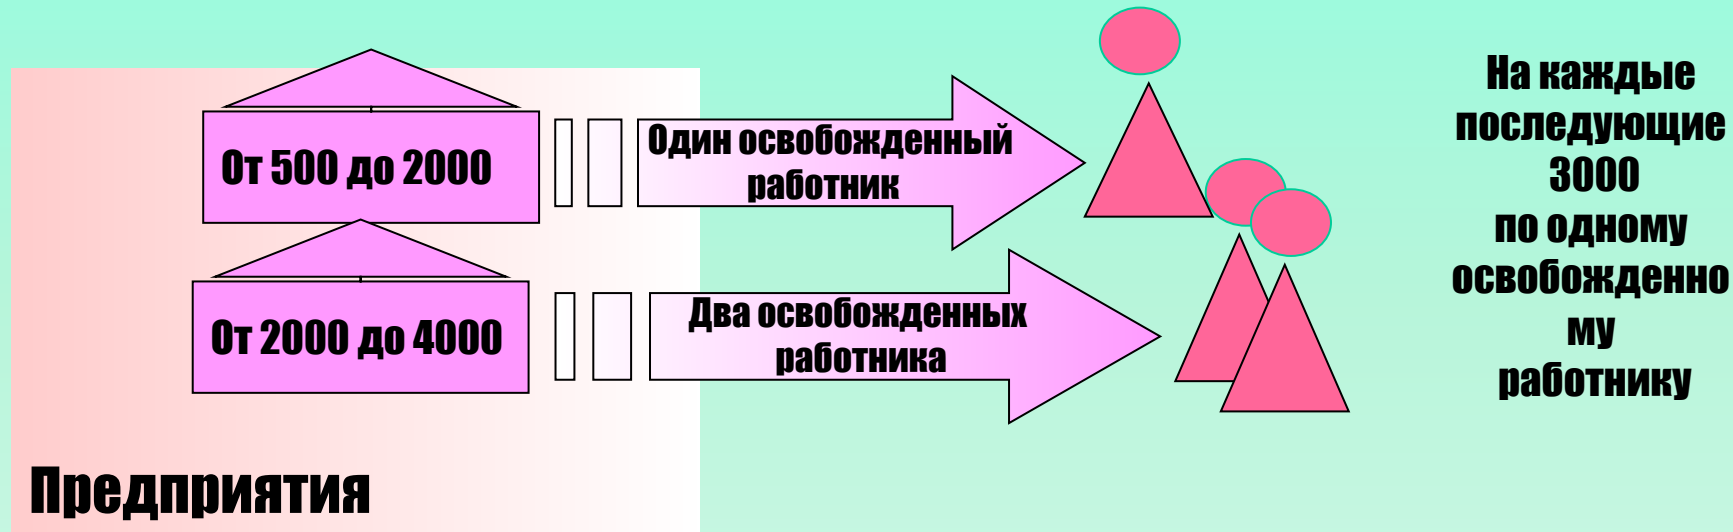 От 500 до 2000
Один освобожденный
работник
От 2000 до 4000
Два освобожденных
работника
На каждые
последующие
3000
по одному
освобожденно
му
работнику
Предприятия